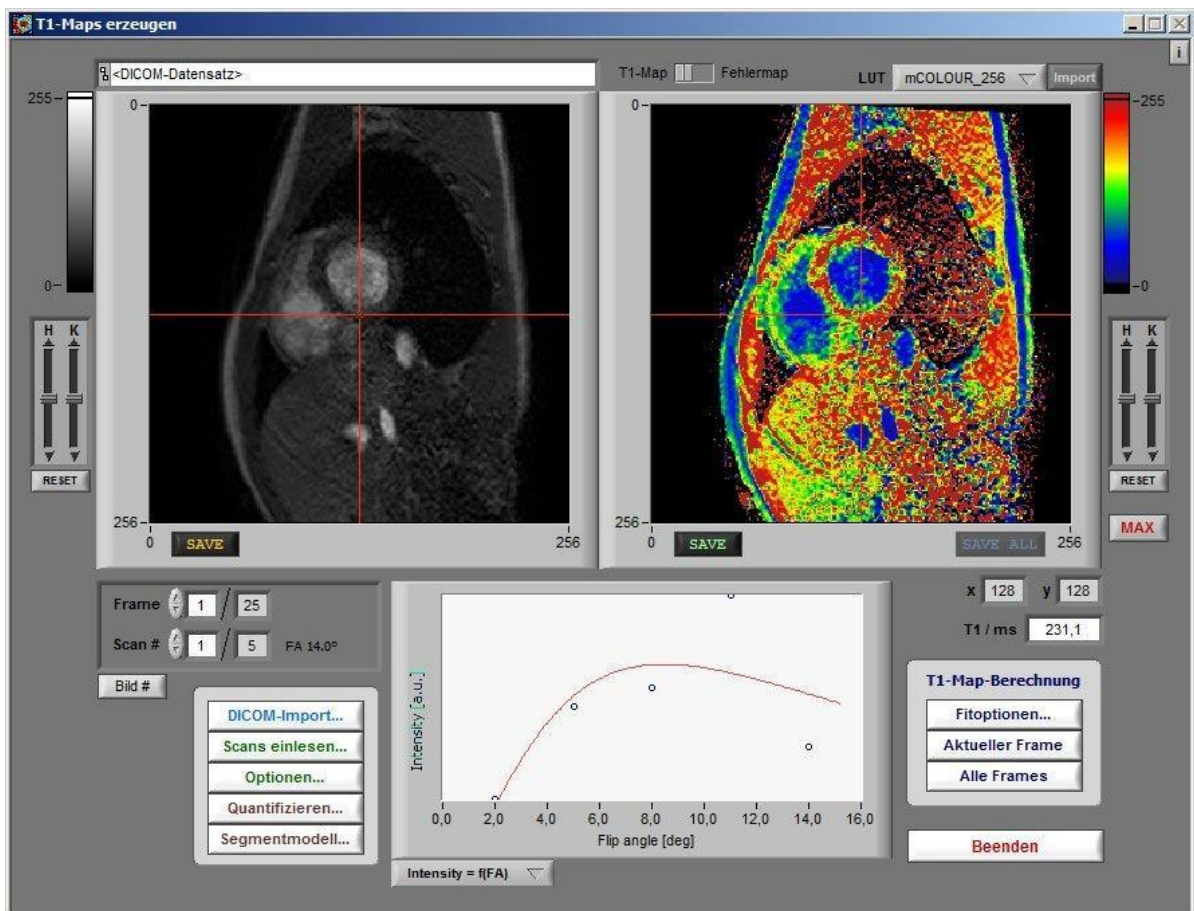 T1-Maps erzeugen
i
<DICOM-Datensatz>
T1-Map Fehlermap LUT mCOLOUR_256 Import
255
0
0
256
0 SAVE 256
0
256
0 SAVE SAVE ALL 256
255
0
H K
RESET
H K
RESET
MAX
Frame 1 / 25
Scan # 1 / 5 FA 14.0º
Bild #
DICOM-Import...
Scans einlesen...
Optionen...
Quantifizieren...
Segmentmodell...
Intensity [a.u.]
0,0 2,0 4,0 6,0 8,0 10,0 12,0 14,0 16,0
Flip angle [deg]
Intensity = f(FA)
x 128 y 128
T1 / ms 231,1
T1-Map-Berechnung
Fitoptionen...
Aktueller Frame
Alle Frames
Beenden